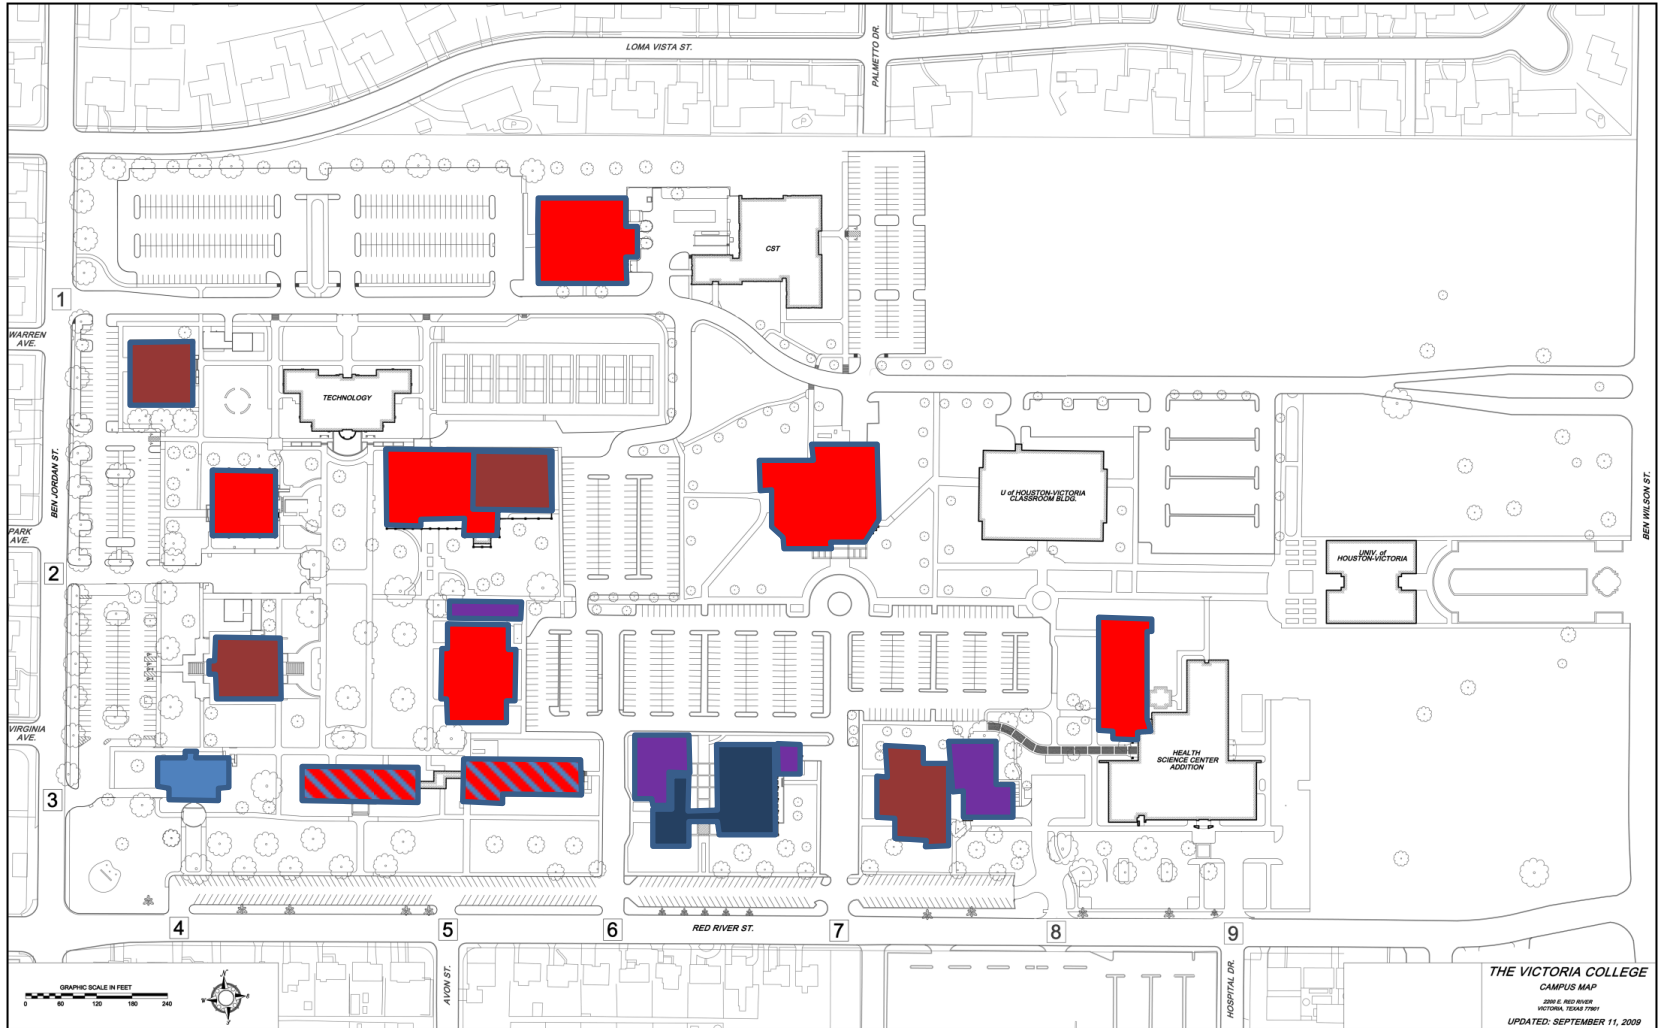 LOMA VISTA ST.
PALMETTO DR.
CST
1
WARREN
AVE.
TECHNOLOGY
BEN JORDAN ST.
U of HOUSTON-VICTORIA
CLASSROOM BLDG.
BEN WILSON ST.
PARK
AVE.
UNIV. of
HOUSTON-VICTORIA
2
VIRGINIA
AVE.
HEALTH
SCIENCE CENTER
ADDITION
3
4
5
6
RED RIVER ST.
7
8
9
AVON ST.
HOSPITAL DR.
GRAPHIC SCALE IN FEET
0 60 120 180 240
N
W E
S
THE VICTORIA COLLEGE
CAMPUS MAP
2200 E. RED RIVER
VICTORIA, TEXAS 77901
UPDATED: SEPTEMBER 11, 2009